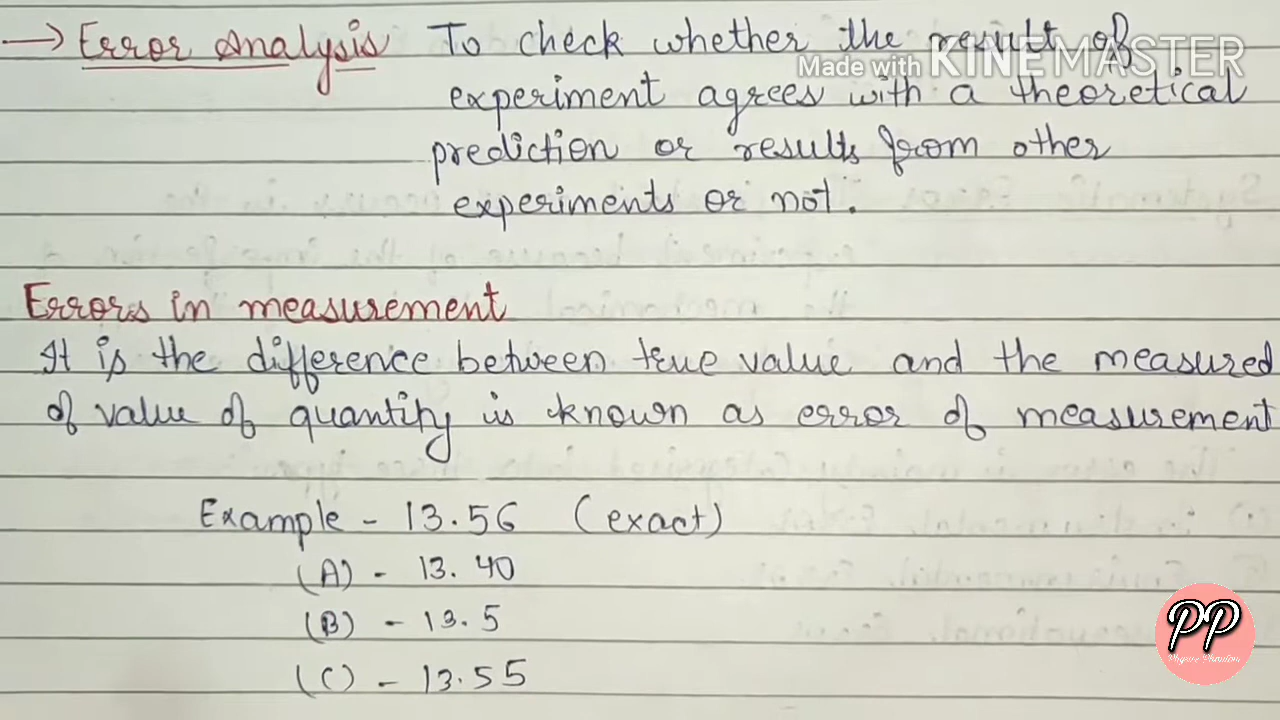 → Error Analysis To check whether the result of
Made with KINEMASTER
experiment agrees with a theoretical
prediction or results from other
experiments or not.
Errors in measurement
It is the difference between true value and the measured
of value of quantity is known as error of measurement
Example - 13.56 (exact)
(A) - 13.40
(B) - 13.5
(C) - 13.55
PP